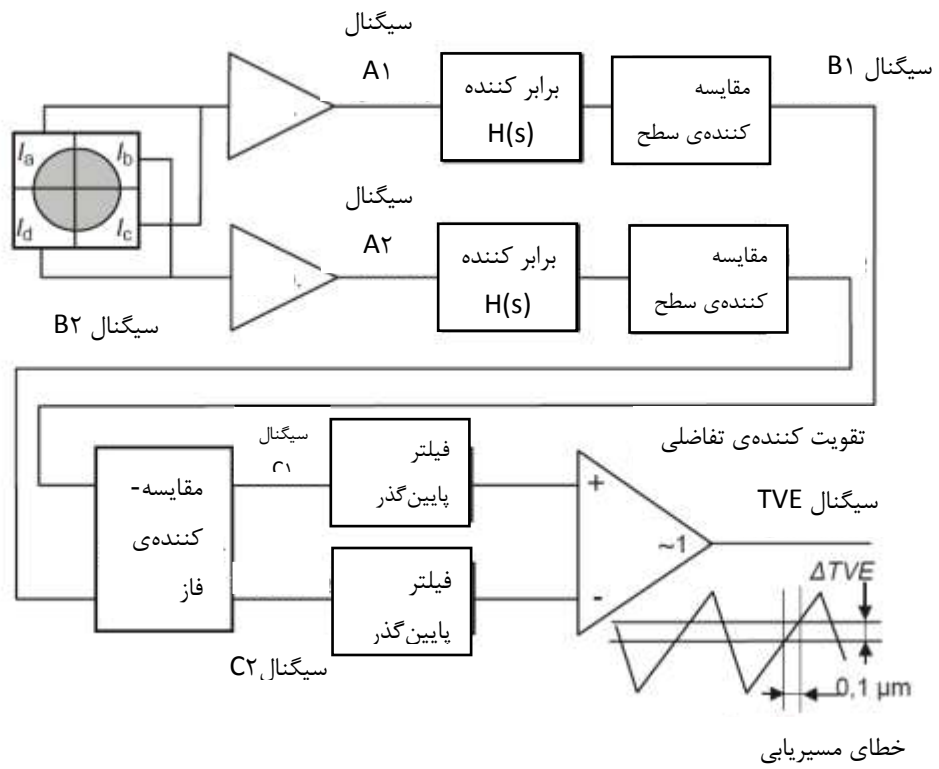 سیگنال
A۱
برابر کننده
H(s)
مقایسه
کننده‌ی سطح
سیگنال B۱
Ia
Ib
Id
Ic
سیگنال
A۲
برابر کننده
H(s)
مقایسه
کننده‌ی سطح
سیگنال B۲
مقایسه-
کننده‌ی
فاز
سیگنال
C۱
فیلتر
پایین‌گذر
فیلتر
پایین‌گذر
سیگنال C۲
تقویت کننده‌ی تفاضلی
+
~1
-
سیگنال TVE
ΔTVE
0,1 µm
خطای مسیریابی